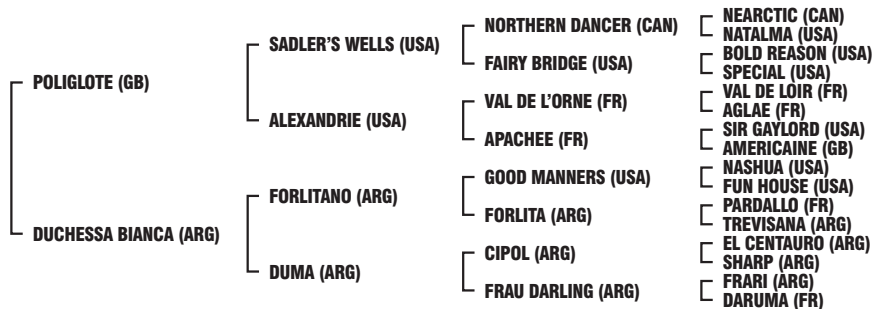 POLIGLOTE (GB)
DUCHESSA BIANCA (ARG)
SADLER'S WELLS (USA)
ALEXANDRIE (USA)
FORLITANO (ARG)
DUMA (ARG)
NORTHERN DANCER (CAN)
FAIRY BRIDGE (USA)
VAL DE L'ORNE (FR)
APACHEE (FR)
GOOD MANNERS (USA)
FORLITA (ARG)
CIPOL (ARG)
FRAU DARLING (ARG)
NEARCTIC (CAN)
NATALMA (USA)
BOLD REASON (USA)
SPECIAL (USA)
VAL DE LOIR (FR)
AGLAE (FR)
SIR GAYLORD (USA)
AMERICAINE (GB)
NASHUA (USA)
FUN HOUSE (USA)
PARDALLO (FR)
TREVISANA (ARG)
EL CENTAURO (ARG)
SHARP (ARG)
FRARI (ARG)
DARUMA (FR)